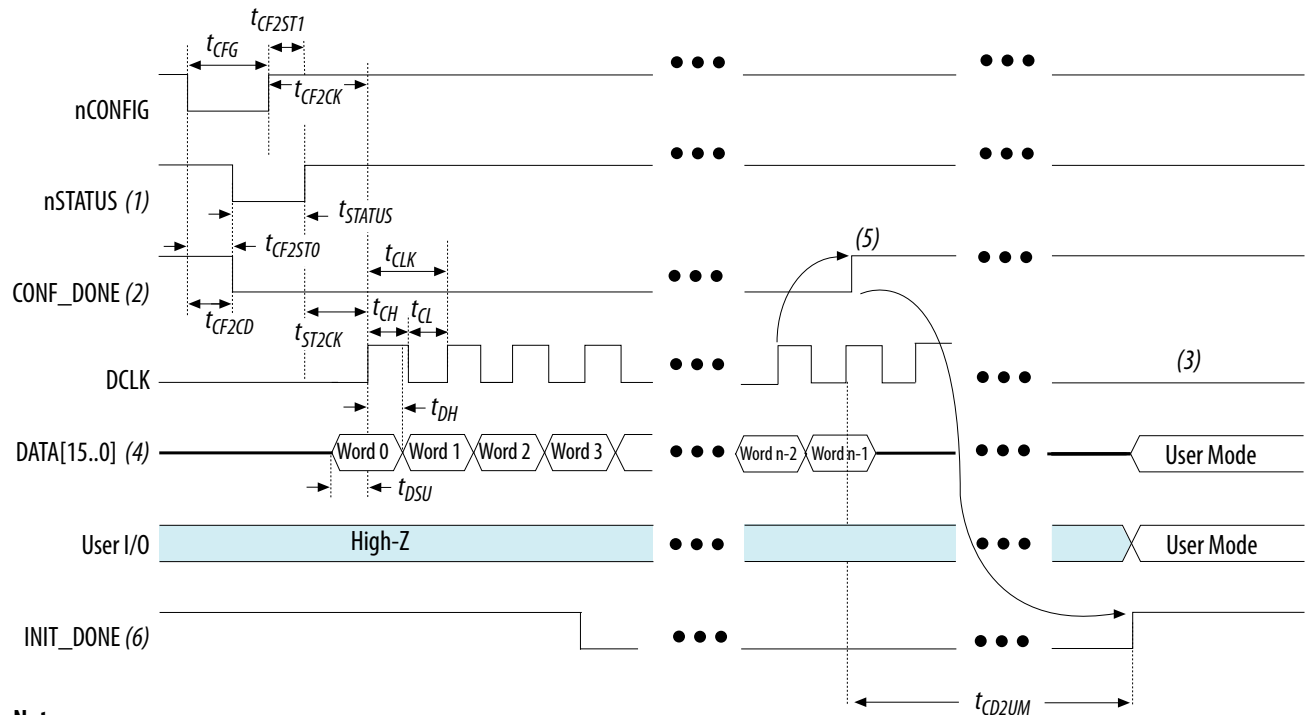 tCF2ST1
tCFG
tCF2CK
nCONFIG
nSTATUS (1)
tSTATUS
tCF2ST0
tCLK
(5)
CONF_DONE (2)
tCF2CD
tST2CK
tCH
tCL
DCLK
(3)
tDH
DATA[15..0] (4)
Word 0
Word 1
Word 2
Word 3
Word n-2
Word n-1
User Mode
tDSU
User I/O
High-Z
User Mode
INIT_DONE (6)
tCD2UM